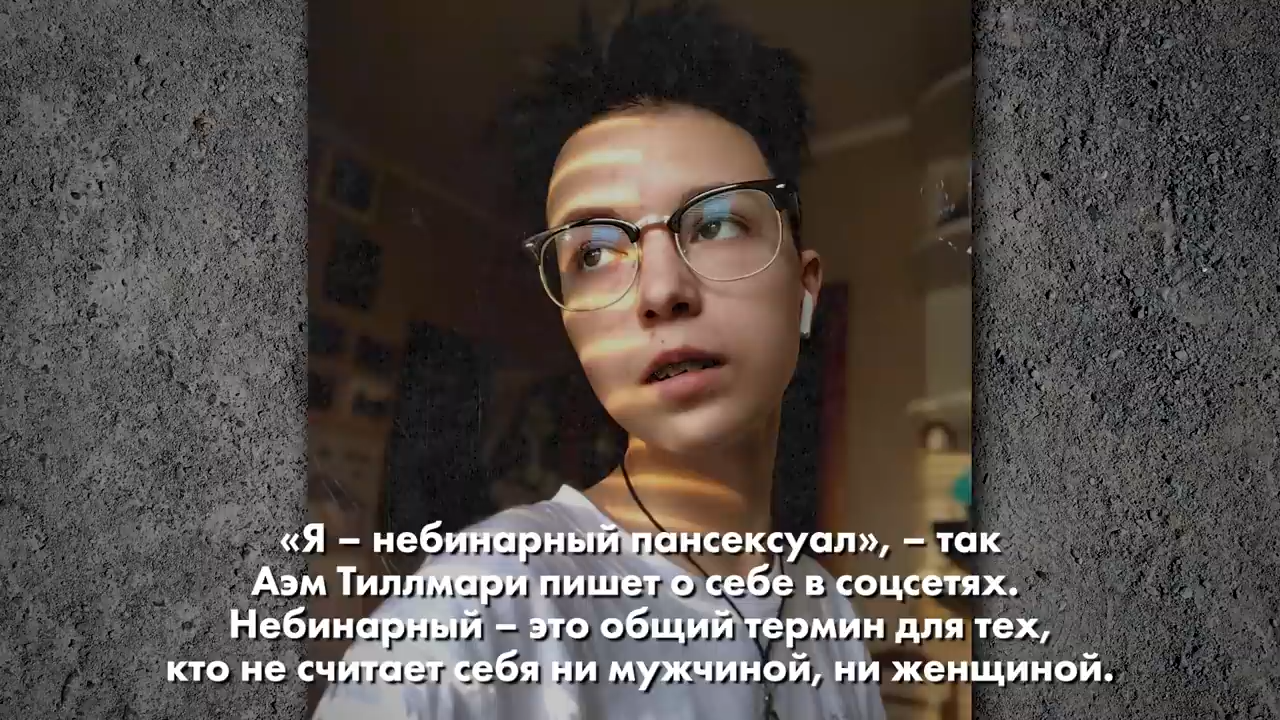 «Я – небинарный пансексуал», – так
Аэм Тиллмари пишет о себе в соцсетях.
Небинарный – это общий термин для тех,
кто не считает себя ни мужчиной, ни женщиной.